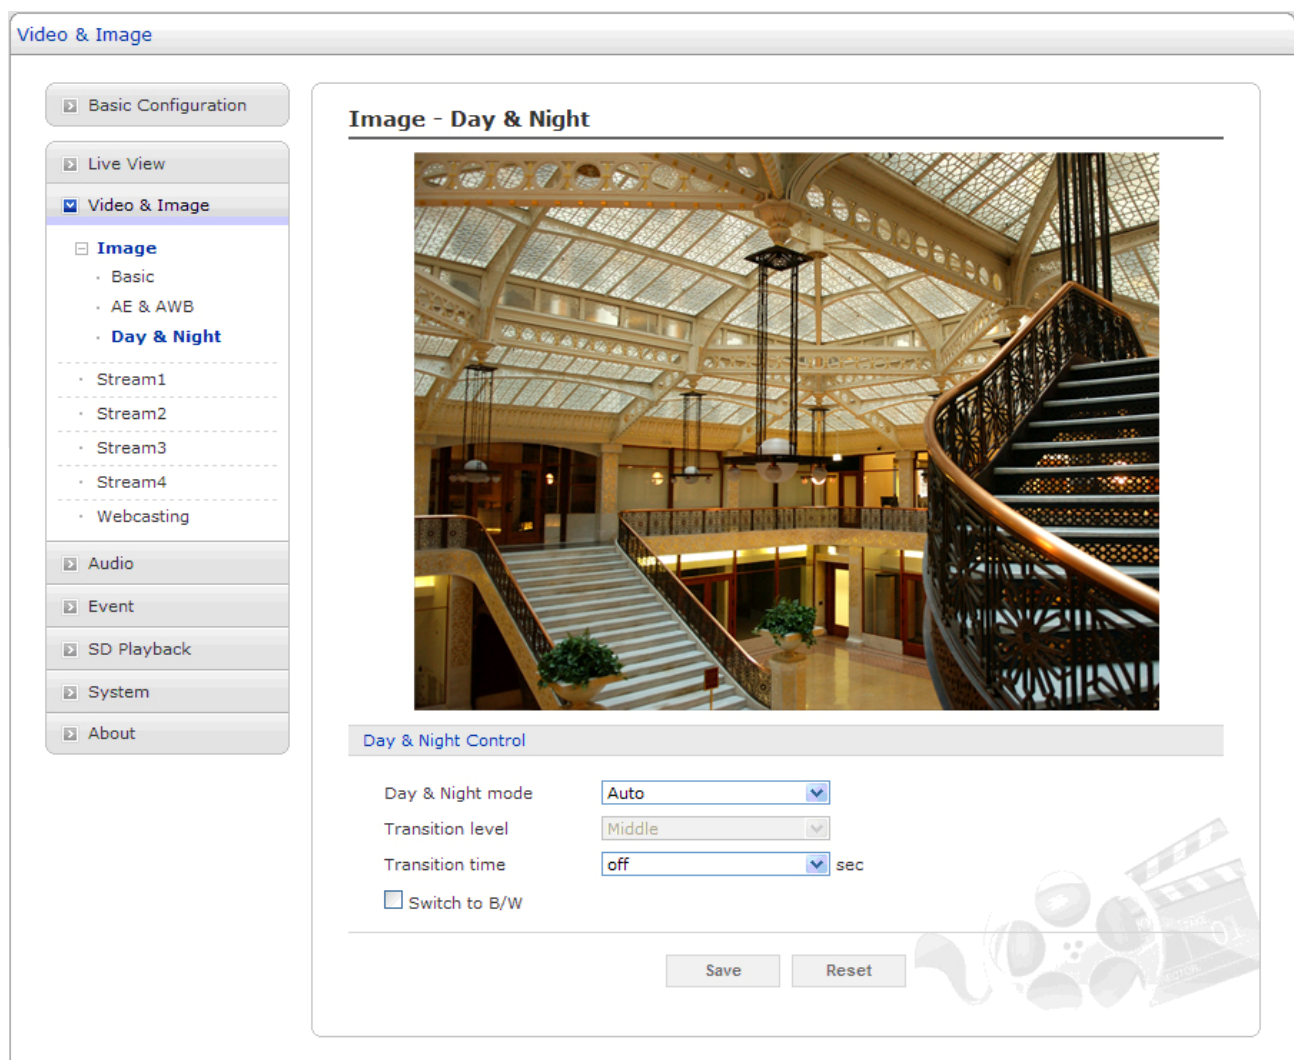 Video & Image
Basic Configuration
Live View
Video & Image
Image
Basic
AE & AWB
Day & Night
Stream1
Stream2
Stream3
Stream4
Webcasting
Audio
Event
SD Playback
System
About
Image - Day & Night
Day & Night Control
Day & Night mode Auto
Transition level Middle
Transition time off sec
Switch to B/W
Save Reset
TAKE
01